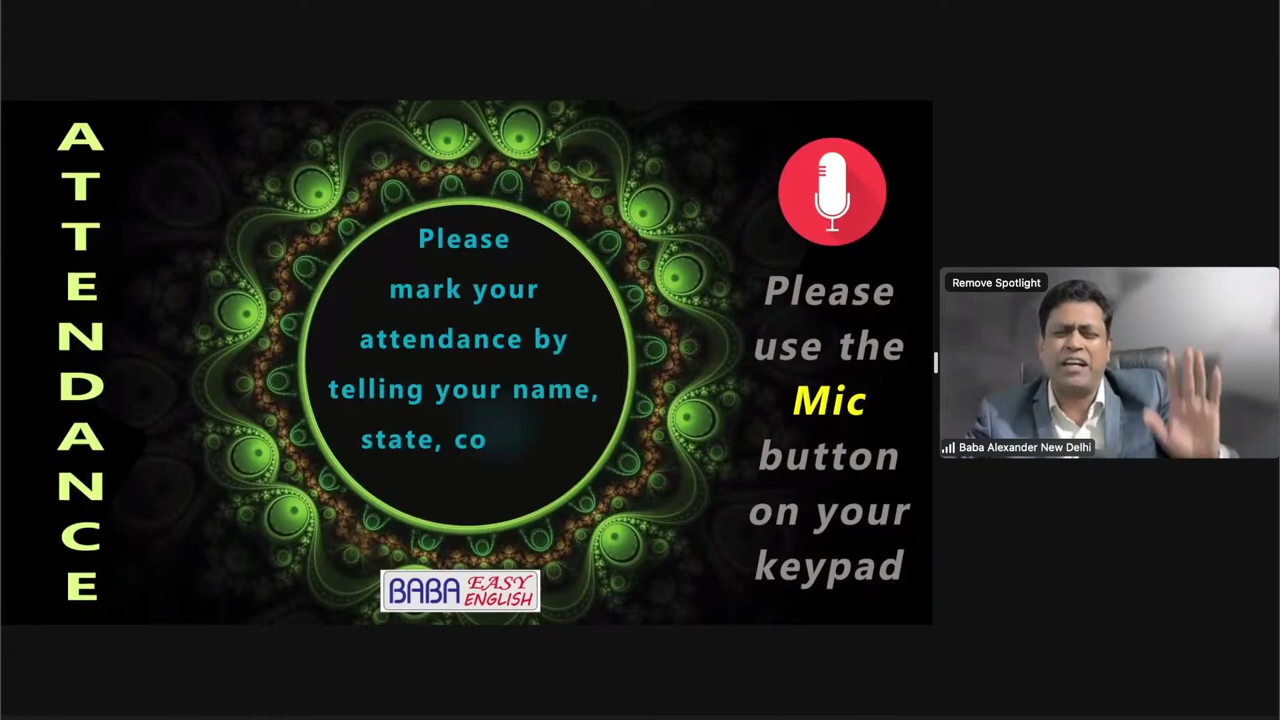 ATTENDANCE
Please
mark your
attendance by
telling your name,
state, co
BABA EASY
ENGLISH
Please
use the
Mic
button
on your
keypad
Remove Spotlight
Baba Alexander New Delhi